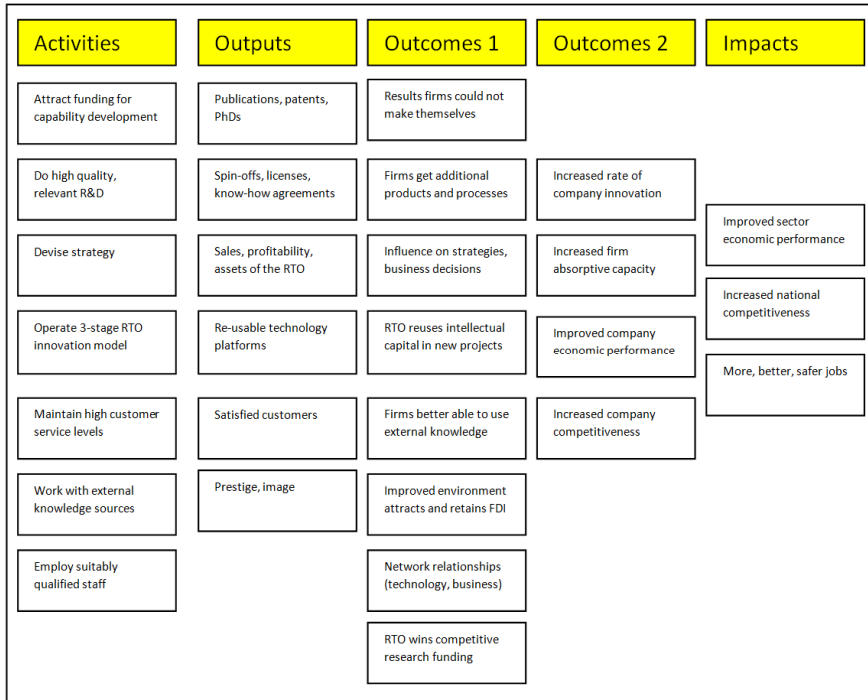 Activities
Attract funding for
capability development
Do high quality,
relevant R&D
Devise strategy
Operate 3-stage RTO
innovation model
Maintain high customer
service levels
Work with external
knowledge sources
Employ suitably
qualified staff
Outputs
Publications, patents,
PhDs
Spin-offs, licenses,
know-how agreements
Sales, profitability,
assets of the RTO
Re-usable technology
platforms
Satisfied customers
Prestige, image
Outcomes 1
Results firms could not
make themselves
Firms get additional
products and processes
Influence on strategies,
business decisions
RTO reuses intellectual
capital in new projects
Firms better able to use
external knowledge
Improved environment
attracts and retains FDI
Network relationships
(technology, business)
RTO wins competitive
research funding
Outcomes 2
Increased rate of
company innovation
Increased firm
absorptive capacity
Improved company
economic performance
Increased company
competitiveness
Impacts
Improved sector
economic performance
Increased national
competitiveness
More, better, safer jobs